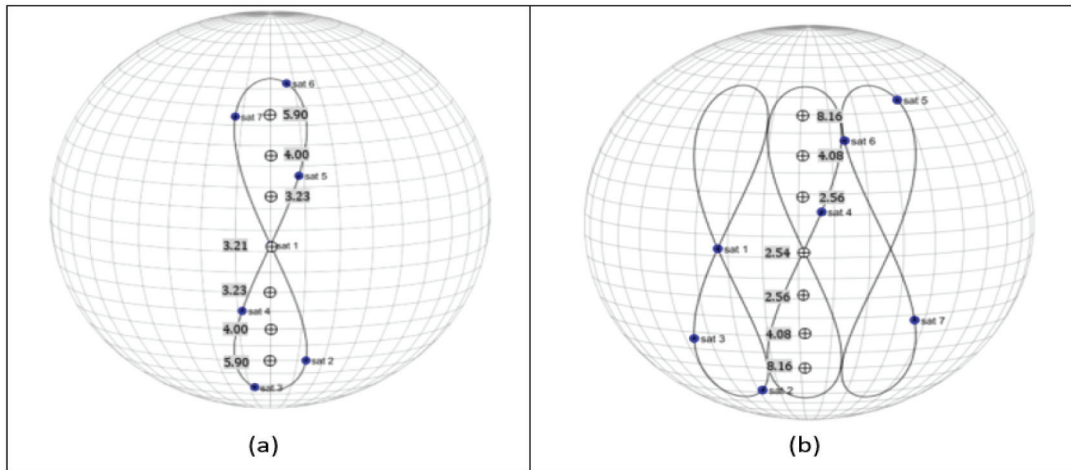 sat 6
5.90
sat 7
4.00
sat 5
3.23
3.21
sat 1
3.23
sat 4
4.00
5.90
sat 2
sat 3
(a)
sat 5
8.16
sat 6
4.08
2.56
sat 4
sat 1
2.54
2.56
sat 7
4.08
sat 3
8.16
sat 2
(b)